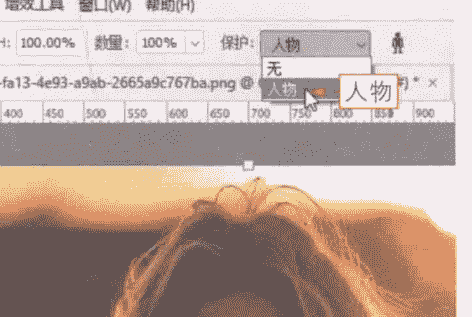 增效工具 窗口(W) 帮助(H)
H: 100.00% 数量: 100% 保护: 人物
无
人物
人物
-fa13-4e93-a9ab-2665a9c767ba.png @
400 450 500 550 600 650 700 750 800 850 900